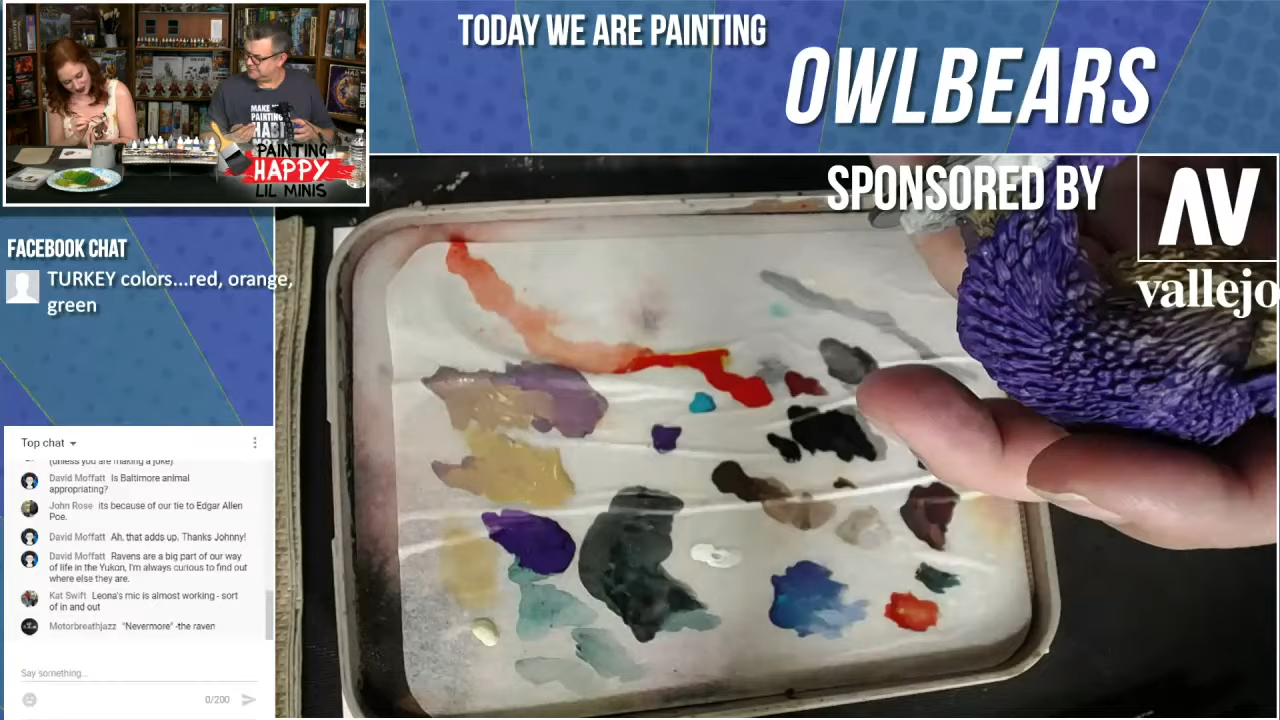 TODAY WE ARE PAINTING
OWLBEARS
SPONSORED BY
AV
vallejo
MAKE
PAINTING
HABI
PAINTING
HAPPY
LIL MINIS
FACEBOOK CHAT
TURKEY colors...red, orange,
green
Top chat
(unless you are making a joke)
David Moffatt Is Baltimore animal
appropriating?
John Rose its because of our tie to Edgar Allen
Poe.
David Moffatt Ah, that adds up. Thanks Johnny!
David Moffatt Ravens are a big part of our way
of life in the Yukon, I'm always curious to find out
where else they are.
Kat Swift Leona's mic is almost working - sort
of in and out
Motorbreathjazz "Nevermore" -the raven
Say something...
0/200